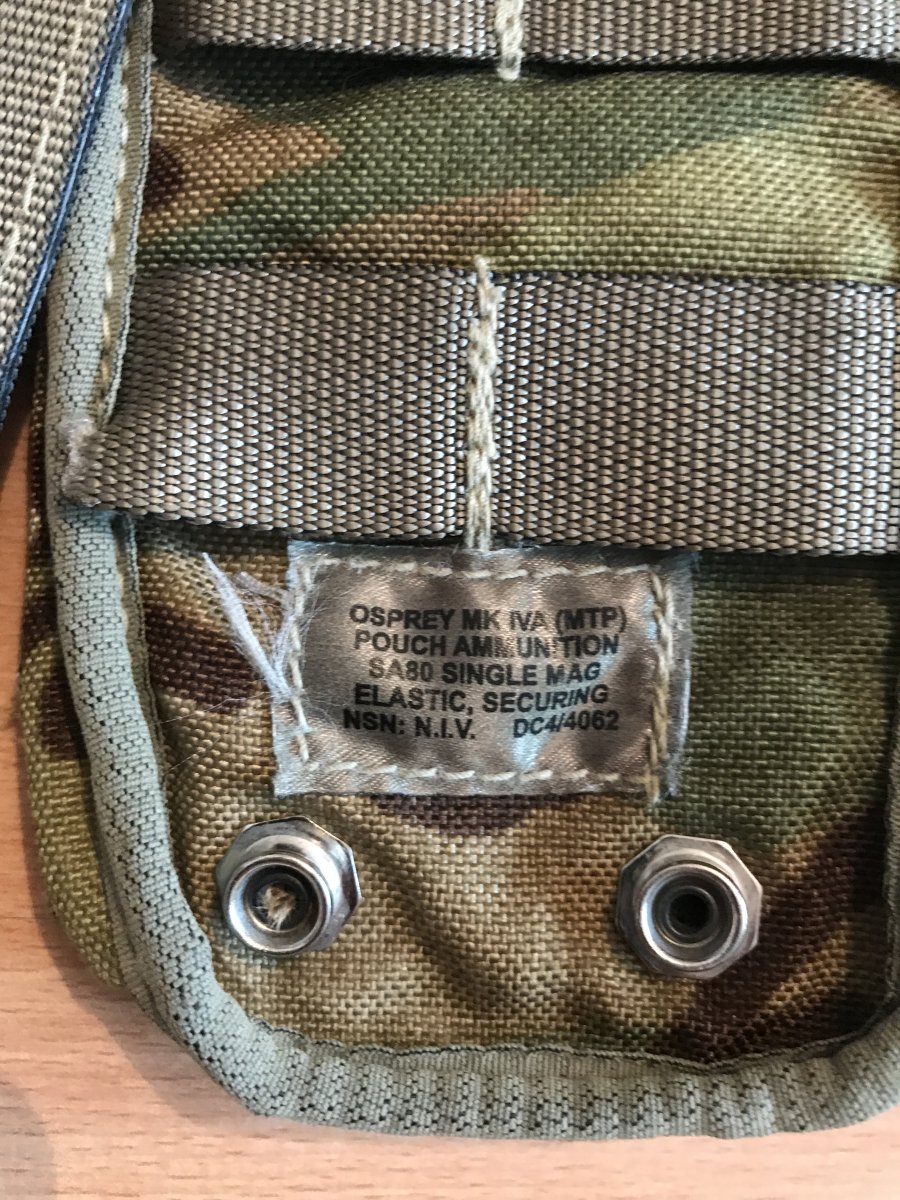 OSPREY MK IVA (MTP)
POUCH AMMUNITION
SA80 SINGLE MAG
ELASTIC, SECURING
NSN: N.I.V. DC4/4062